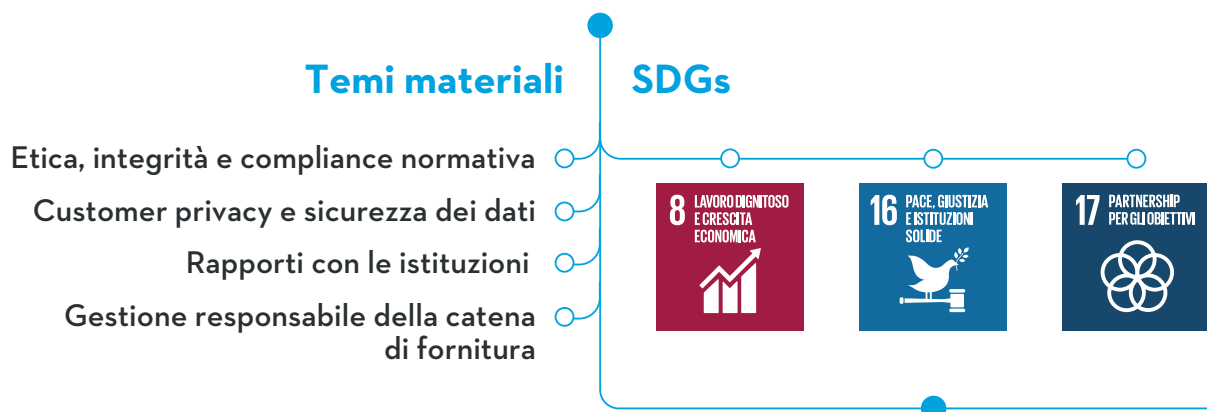 Temi materiali
SDGs
Etica, integrità e compliance normativa
Customer privacy e sicurezza dei dati
Rapporti con le istituzioni
Gestione responsabile della catena
di fornitura
8 LAVORO DIGNITOSO
E CRESCITA
ECONOMICA
16 PACE, GIUSTIZIA
E ISTITUZIONI
SOLIDE
17 PARTNERSHIP
PER GLI OBIETTIVI